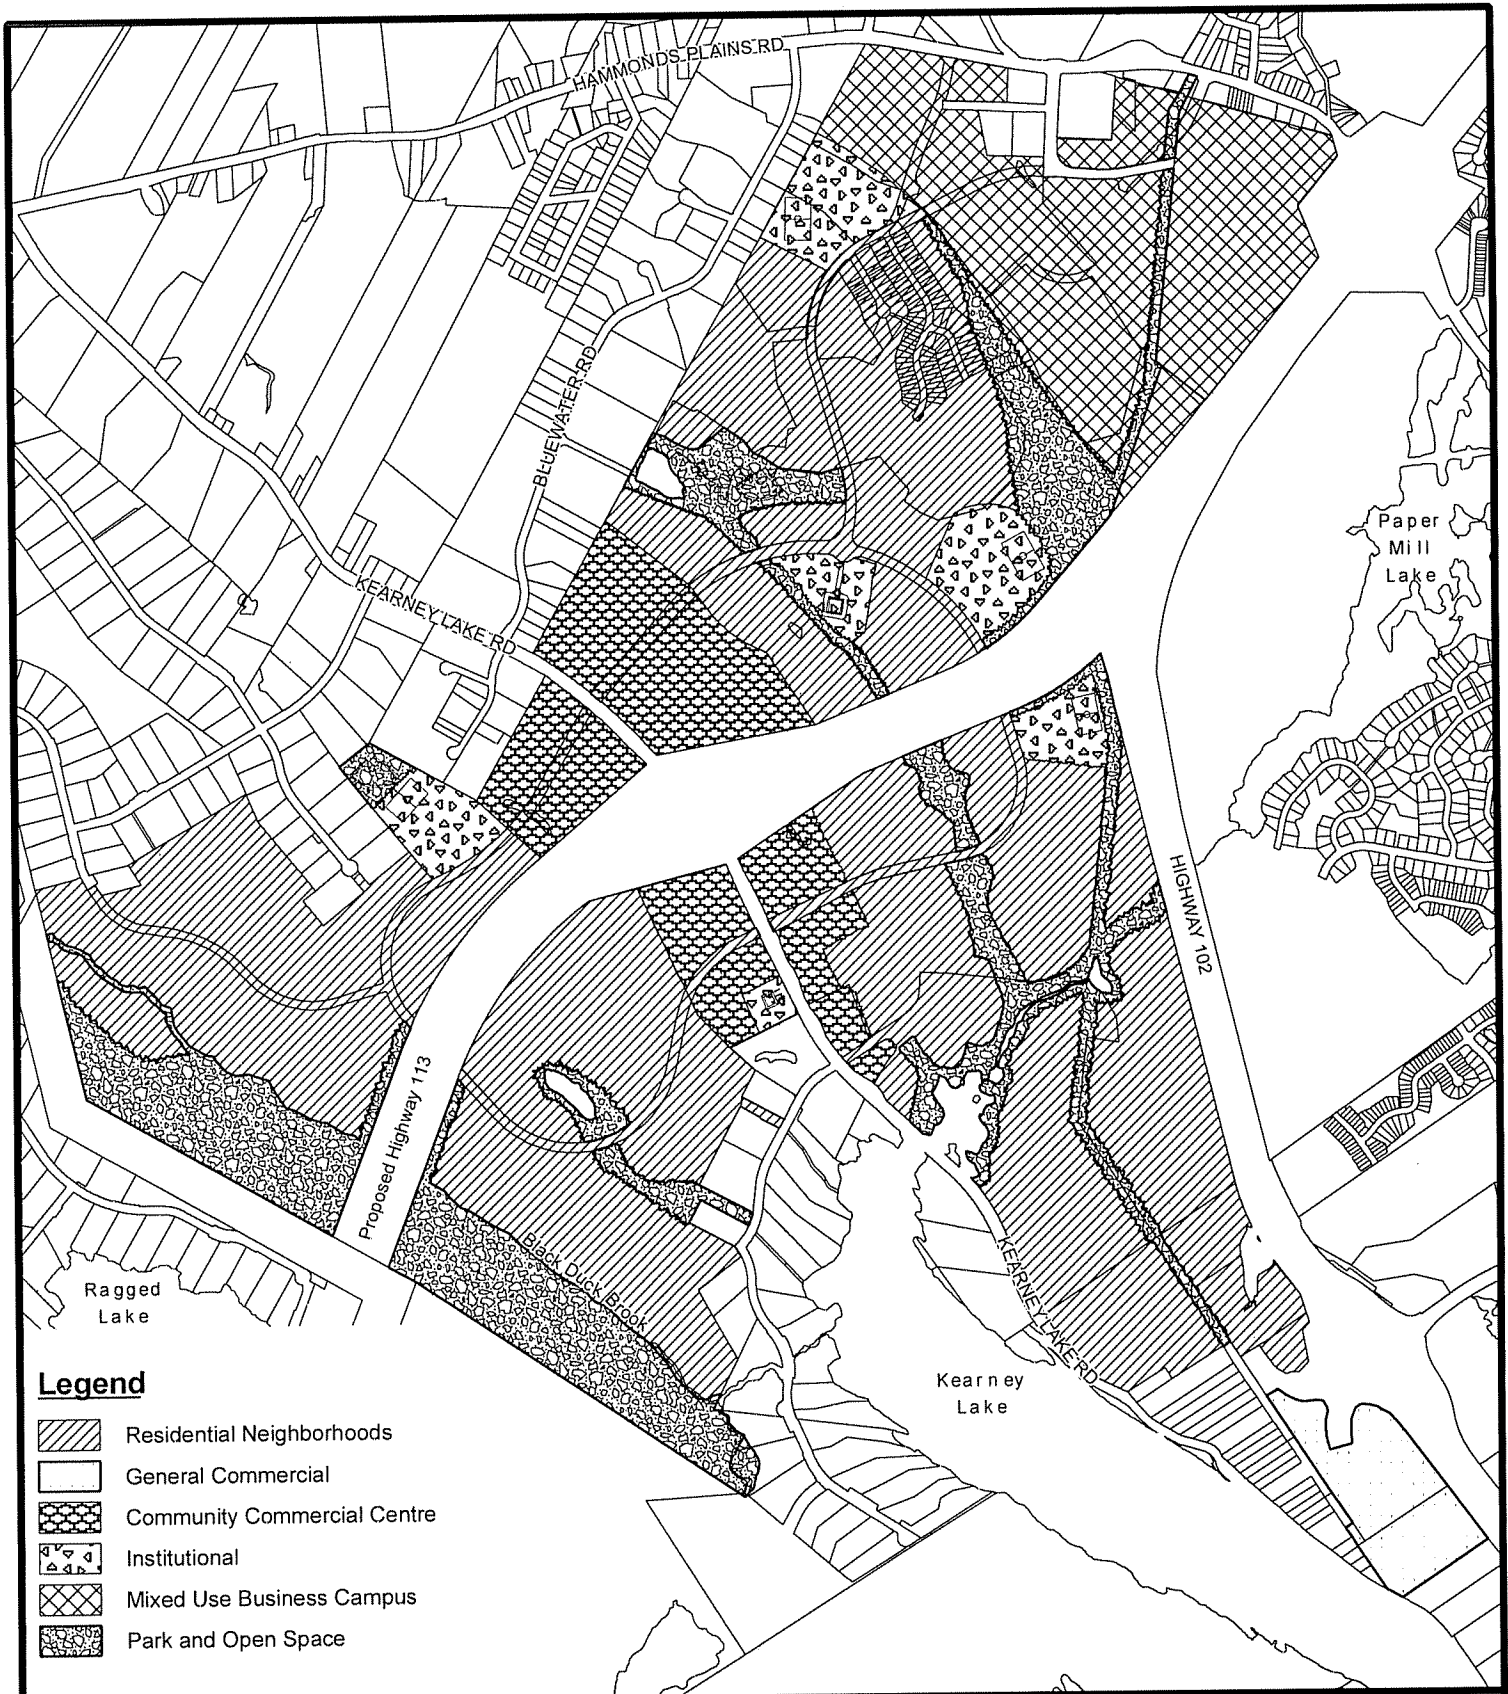 HAMMONDS PLAINS RD
BLUEWATER RD
KEARNEY LAKE RD
Paper
Mill
Lake
HIGHWAY 102
Proposed Highway 113
Black Duck Brook
KEARNEY LAKE RD
Ragged
Lake
Kearney
Lake
Legend
Residential Neighborhoods
General Commercial
Community Commercial Centre
Institutional
Mixed Use Business Campus
Park and Open Space